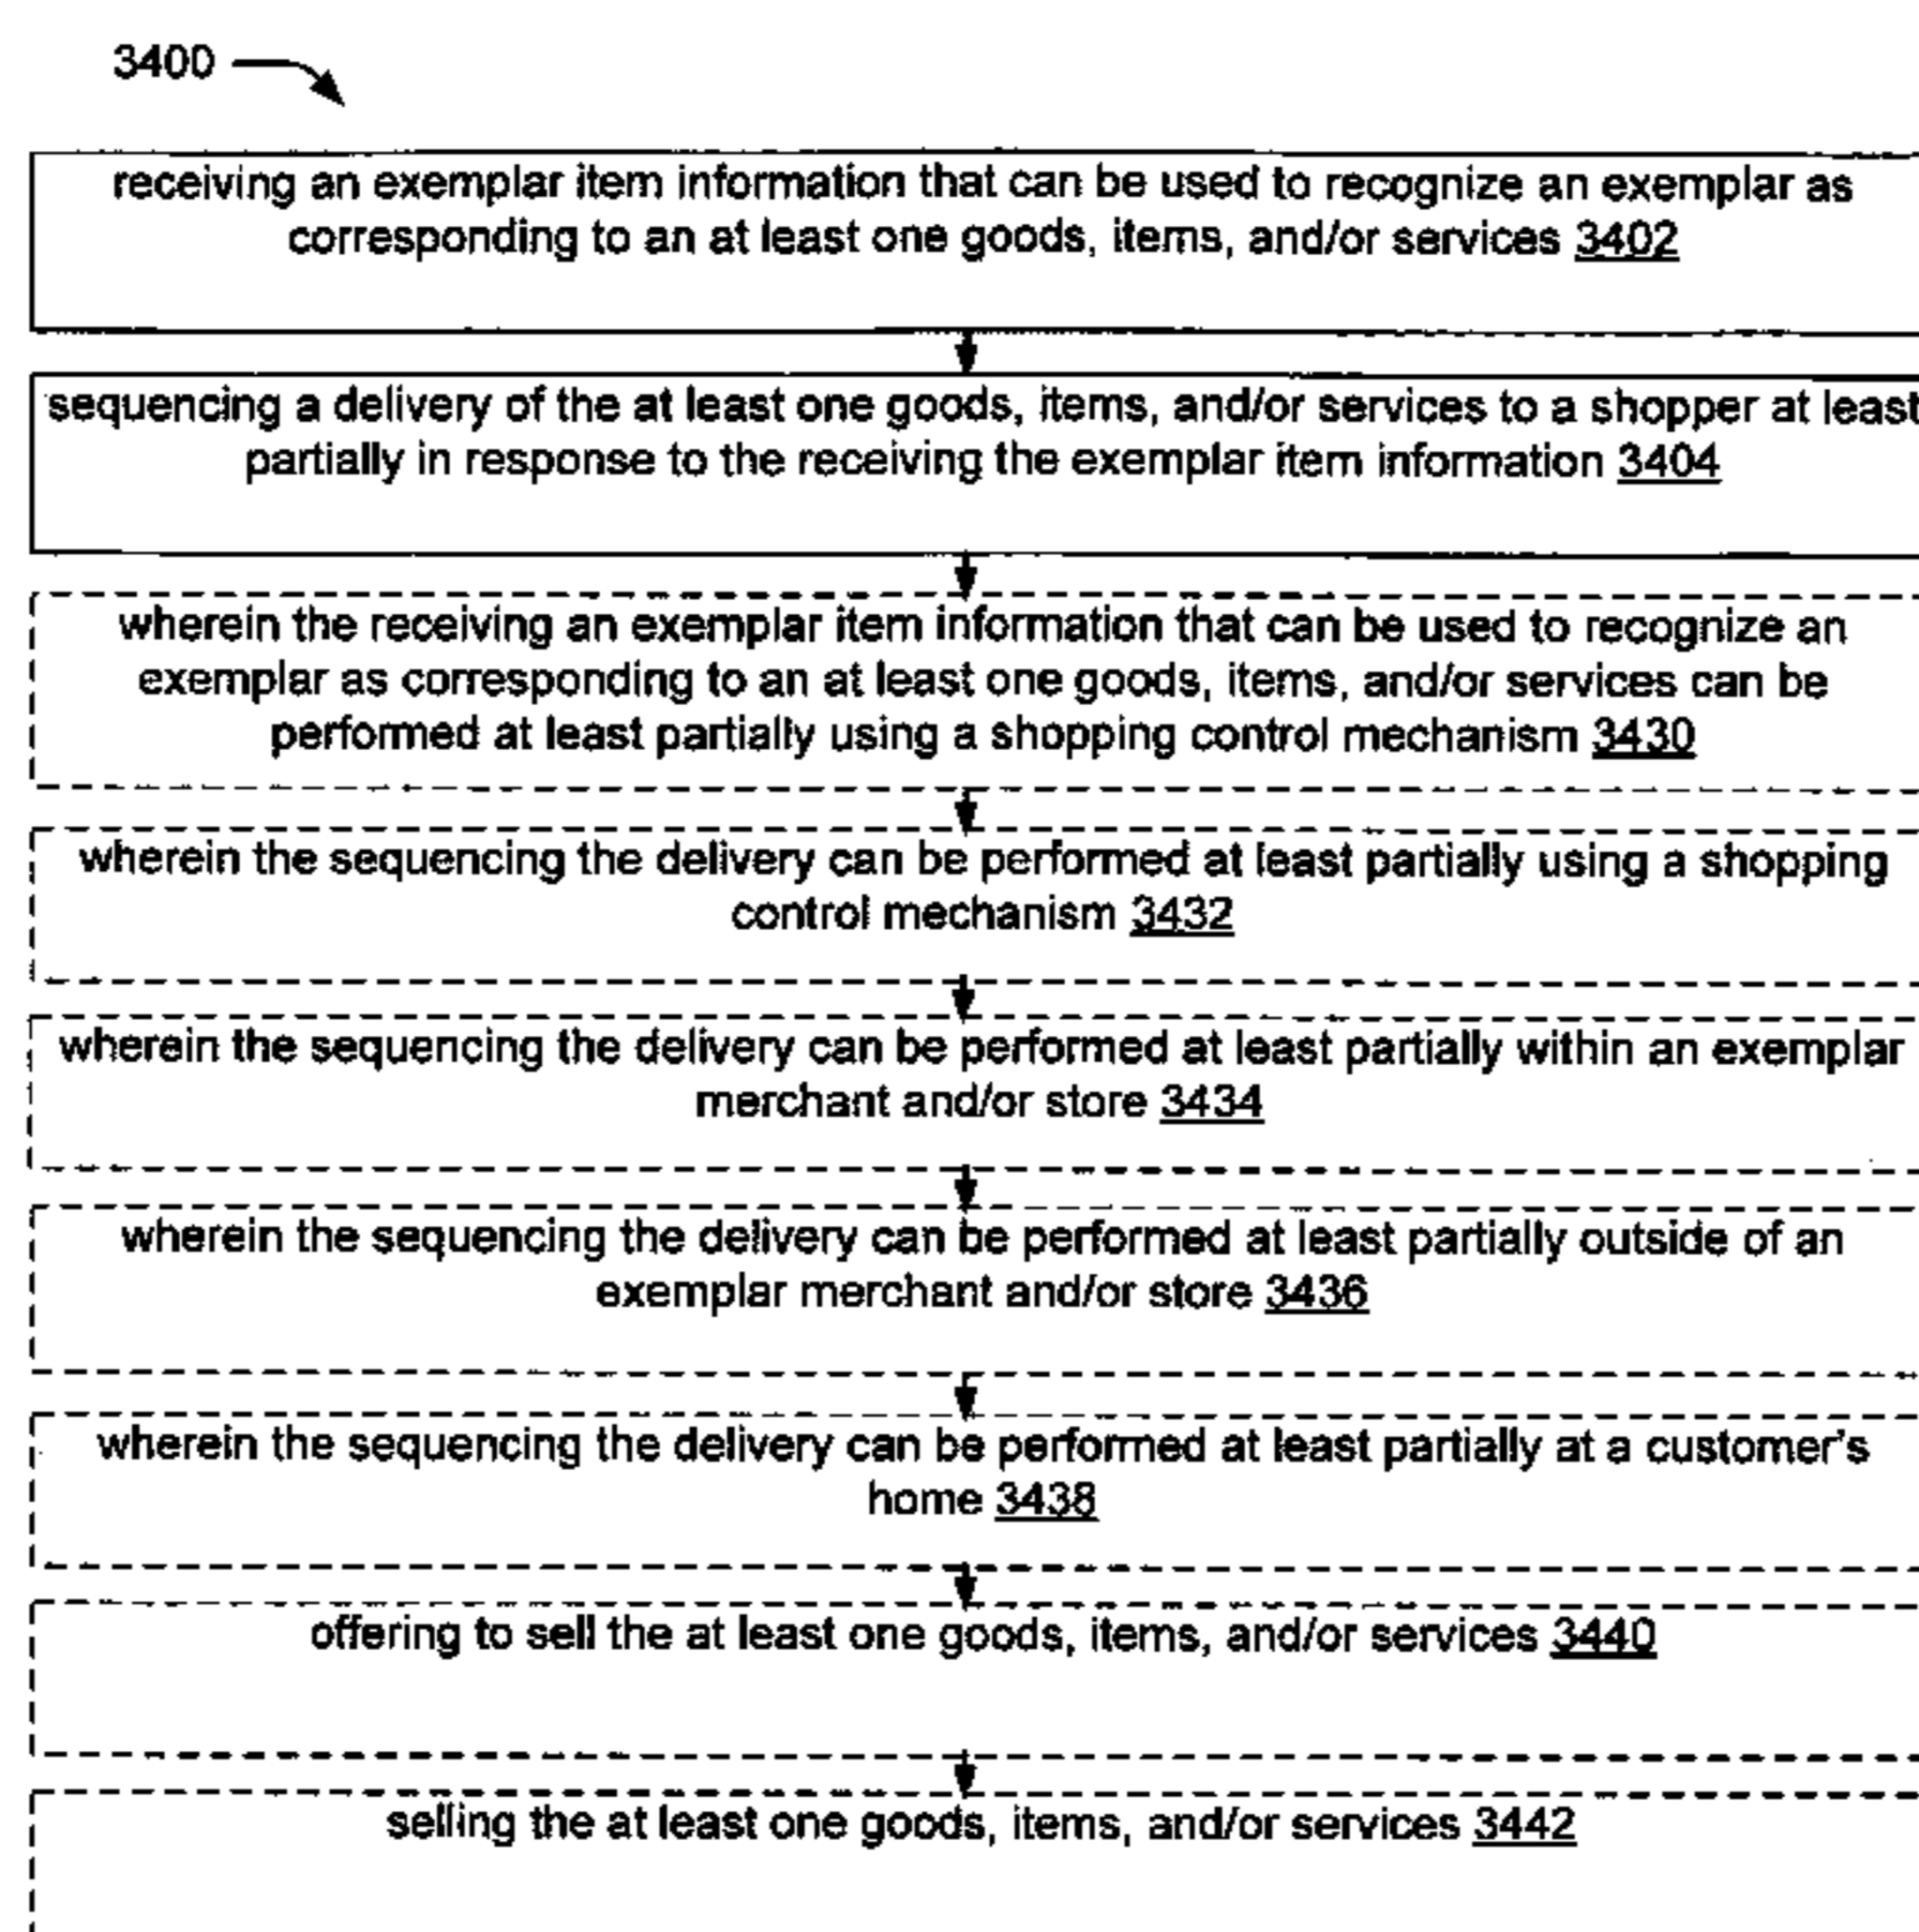 3400
receiving an exemplar item information that can be used to recognize an exemplar as
corresponding to an at least one goods, items, and/or services 3402
sequencing a delivery of the at least one goods, items, and/or services to a shopper at least
partially in response to the receiving the exemplar item information 3404
wherein the receiving an exemplar item information that can be used to recognize an
exemplar as corresponding to an at least one goods, items, and/or services can be
performed at least partially using a shopping control mechanism 3430
wherein the sequencing the delivery can be performed at least partially using a shopping
control mechanism 3432
wherein the sequencing the delivery can be performed at least partially within an exemplar
merchant and/or store 3434
wherein the sequencing the delivery can be performed at least partially outside of an
exemplar merchant and/or store 3436
wherein the sequencing the delivery can be performed at least partially at a customer's
home 3438
offering to sell the at least one goods, items, and/or services 3440
selling the at least one goods, items, and/or services 3442